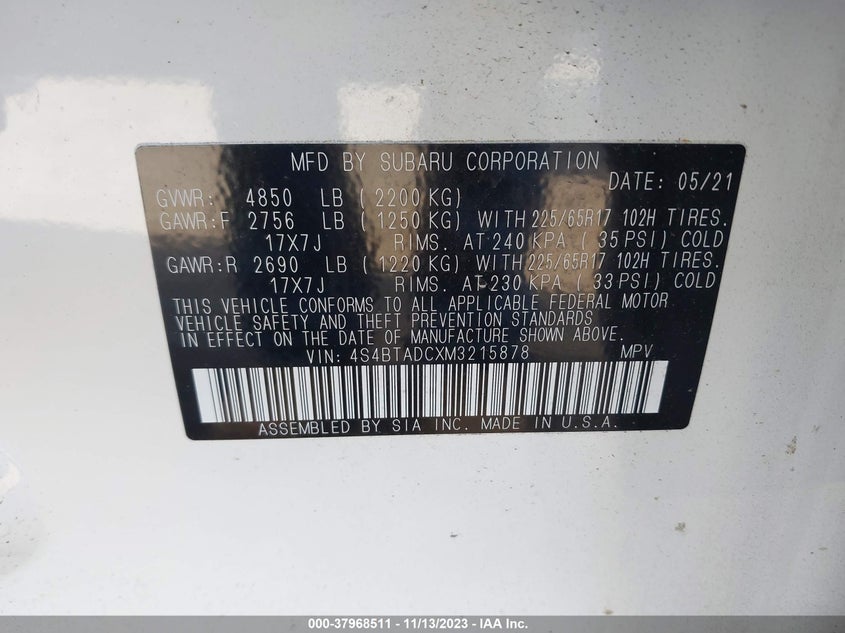 MFD BY SUBARU CORPORATION
DATE: 05/21
GVWR: 4850 LB (2200 KG)
GAWR:F 2756 LB (1250 KG) WITH 225/65R17 102H TIRES.
17X7J RIMS. AT 240 KPA ( 35 PSI) COLD
GAWR:R 2690 LB (1220 KG) WITH 225/65R17 102H TIRES.
17X7J RIMS. AT 230 KPA ( 33 PSI) COLD
THIS VEHICLE CONFORMS TO ALL APPLICABLE FEDERAL MOTOR
VEHICLE SAFETY AND THEFT PREVENTION STANDARDS
IN EFFECT ON THE DATE OF MANUFACTURE SHOWN ABOVE.
VIN: 4S4BTADCXM3215878 MPV
ASSEMBLED BY SIA INC. MADE IN U.S.A.
000-37968511 - 11/13/2023 - IAA Inc.